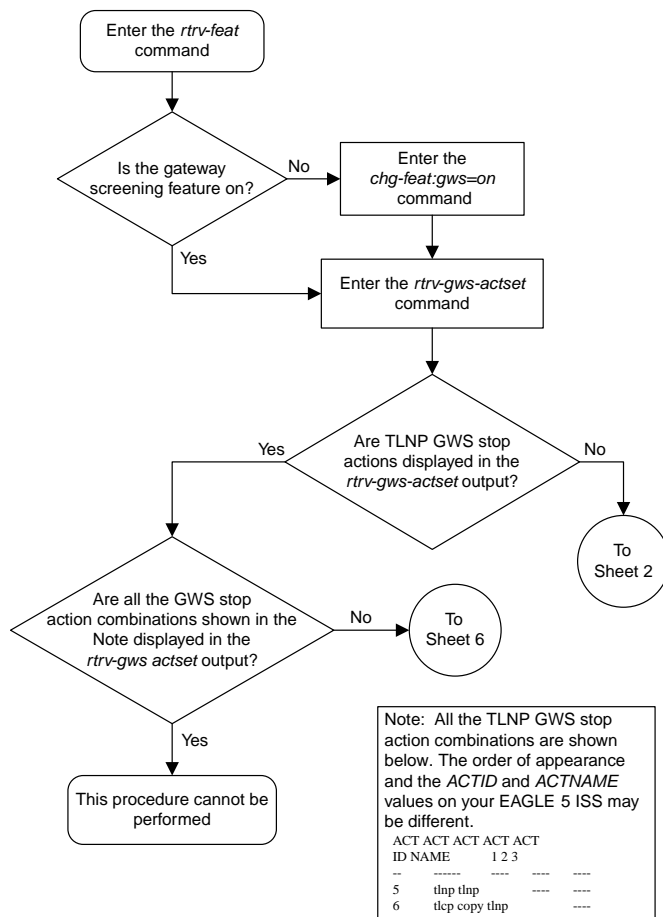 Enter the rtrv-feat
command
Is the gateway
screening feature on?
No
Enter the
chg-feat:gws=on
command
Yes
Enter the rtrv-gws-actset
command
Are TLNP GWS stop
actions displayed in the
rtrv-gws-actset output?
Yes
No
To
Sheet 2
Are all the GWS stop
action combinations shown in the
Note displayed in the
rtrv-gws actset output?
No
To
Sheet 6
Yes
This procedure cannot be
performed
Note: All the TLNP GWS stop
action combinations are shown
below. The order of appearance
and the ACTID and ACTNAME
values on your EAGLE 5 ISS may
be different.
ACT ACT ACT ACT ACT
ID NAME 1 2 3
-- ------ ---- ---- ----
5 tlnp tlnp ---- ----
6 tlcp copy tlnp ----